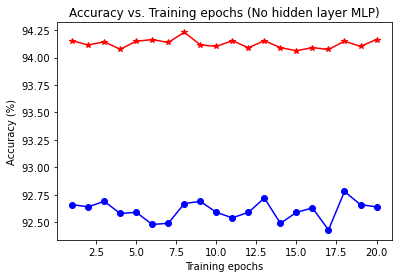 Accuracy vs. Training epochs (No hidden layer MLP)
94.25
94.00
93.75
93.50
93.25
93.00
92.75
92.50
Accuracy (%)
2.5 5.0 7.5 10.0 12.5 15.0 17.5 20.0
Training epochs